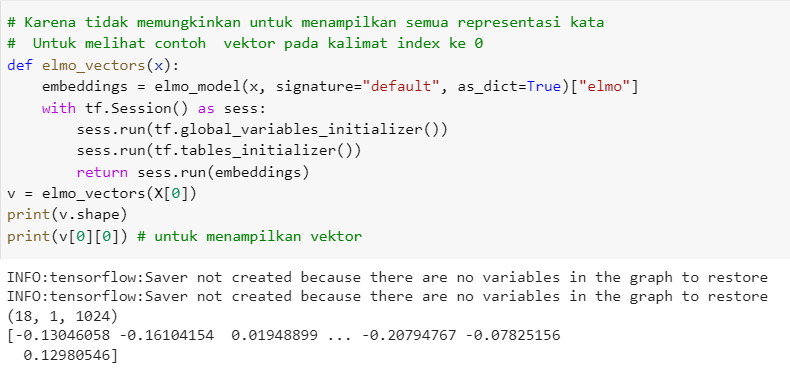 # Karena tidak memungkinkan untuk menampilkan semua representasi kata
#  Untuk melihat contoh  vektor pada kalimat index ke 0
def elmo_vectors(x):
    embeddings = elmo_model(x, signature="default", as_dict=True)["elmo"]
    with tf.Session() as sess:
        sess.run(tf.global_variables_initializer())
        sess.run(tf.tables_initializer())
        return sess.run(embeddings)
v = elmo_vectors(X[0])
print(v.shape)
print(v[0][0]) # untuk menampilkan vektor
INFO:tensorflow:Saver not created because there are no variables in the graph to restore
INFO:tensorflow:Saver not created because there are no variables in the graph to restore
(18, 1, 1024)
[-0.13046058 -0.16104154  0.01948899 ... -0.20794767 -0.07825156
  0.12980546]